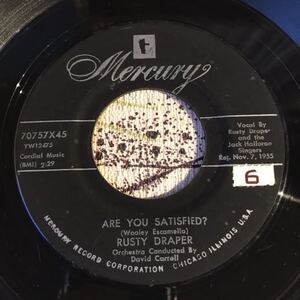 Mercury
70757X45
YW12475
Cordial Music
(BMI) 2:29
Vocal By
Rusty Draper
and the
Jack Halloran
Singers
Rel. Nov. 7, 1955
6
ARE YOU SATISFIED?
(Wooley Escamella)
RUSTY DRAPER
Orchestra Conducted By
David Carroll
MERCURY RECORD CORPORATION CHICAGO, ILLINOIS U.S.A.